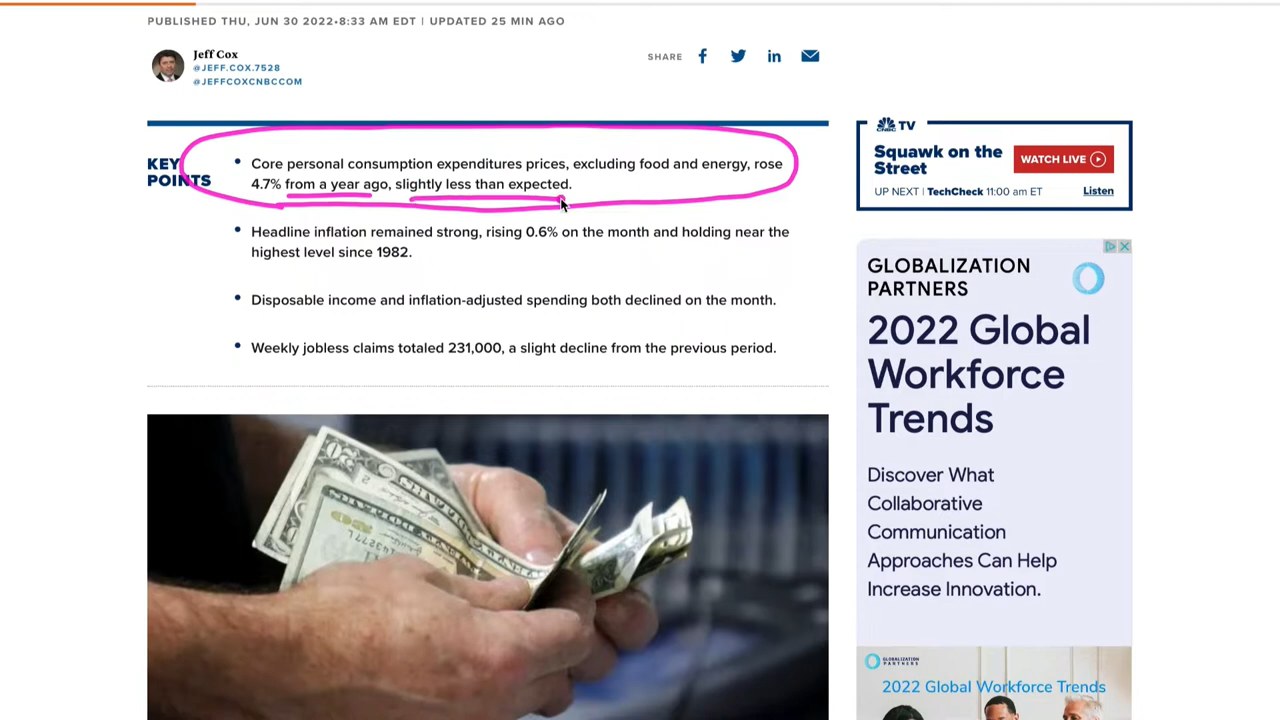 PUBLISHED THU, JUN 30 2022•8:33 AM EDT | UPDATED 25 MIN AGO
Jeff Cox
@JEFF.COX.7528
@JEFFCOXCNBCCOM
SHARE
KEY
POINTS
• Core personal consumption expenditures prices, excluding food and energy, rose
4.7% from a year ago, slightly less than expected.
• Headline inflation remained strong, rising 0.6% on the month and holding near the
highest level since 1982.
• Disposable income and inflation-adjusted spending both declined on the month.
• Weekly jobless claims totaled 231,000, a slight decline from the previous period.
CNBC TV
Squawk on the
Street
WATCH LIVE
UP NEXT | TechCheck 11:00 am ET
Listen
GLOBALIZATION
PARTNERS
2022 Global
Workforce
Trends
Discover What
Collaborative
Communication
Approaches Can Help
Increase Innovation.
GLOBALIZATION
PARTNERS
2022 Global Workforce Trends